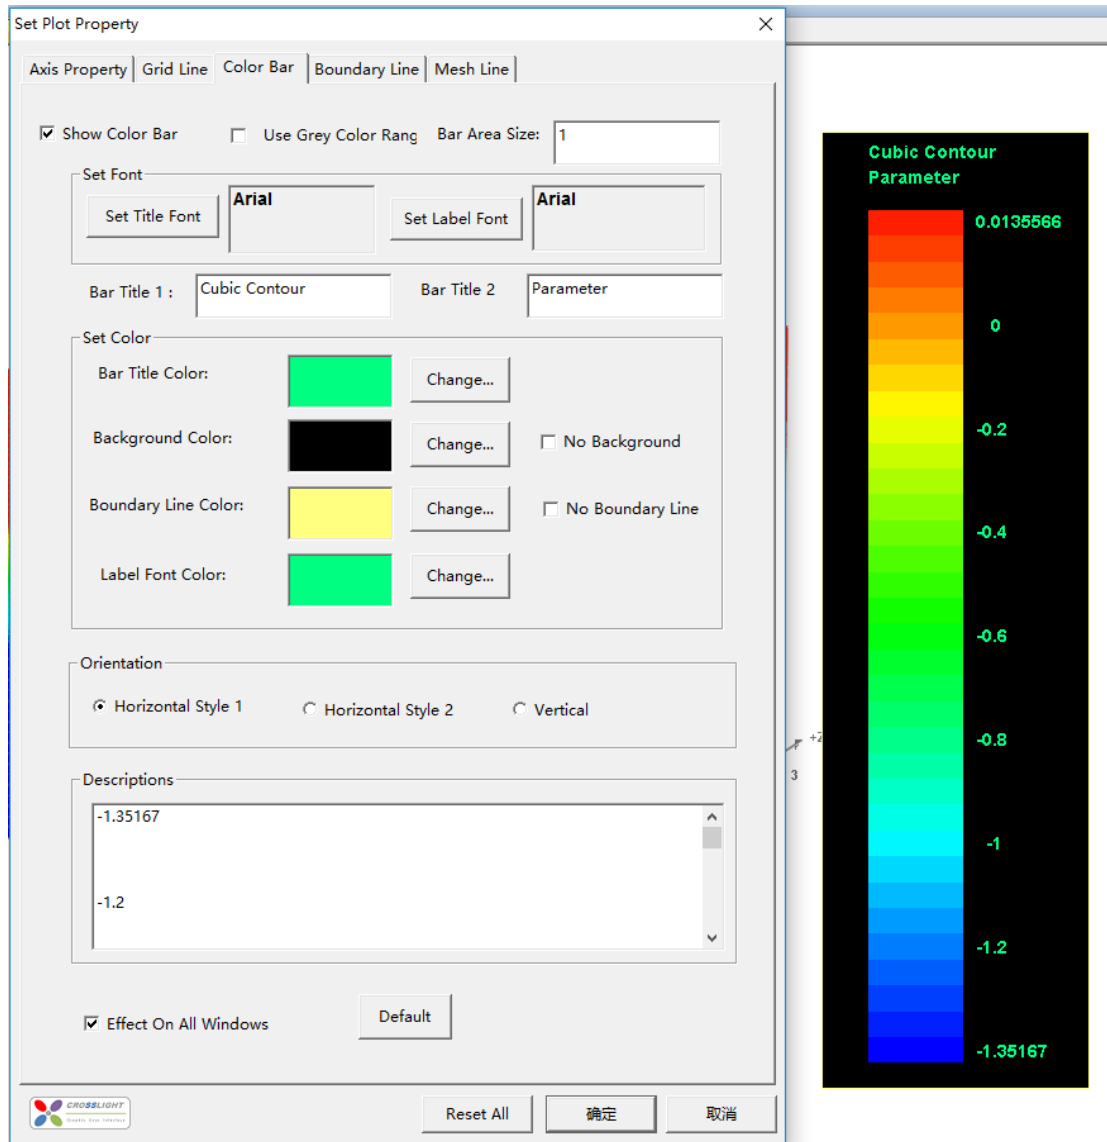 Set Plot Property
Axis Property Grid Line Color Bar Boundary Line Mesh Line
Show Color Bar Use Grey Color Rang Bar Area Size: 1
Set Font
Set Title Font Arial Set Label Font Arial
Bar Title 1 : Cubic Contour Bar Title 2 Parameter
Set Color
Bar Title Color: Change...
Background Color: Change... No Background
Boundary Line Color: Change... No Boundary Line
Label Font Color: Change...
Orientation
Horizontal Style 1 Horizontal Style 2 Vertical
Descriptions
-1.35167
-1.2
Effect On All Windows Default
CROSSLIGHT
Graphic User Interface
Reset All 确定 取消
+Z
3
Cubic Contour
Parameter
0.0135566
0
-0.2
-0.4
-0.6
-0.8
-1
-1.2
-1.35167